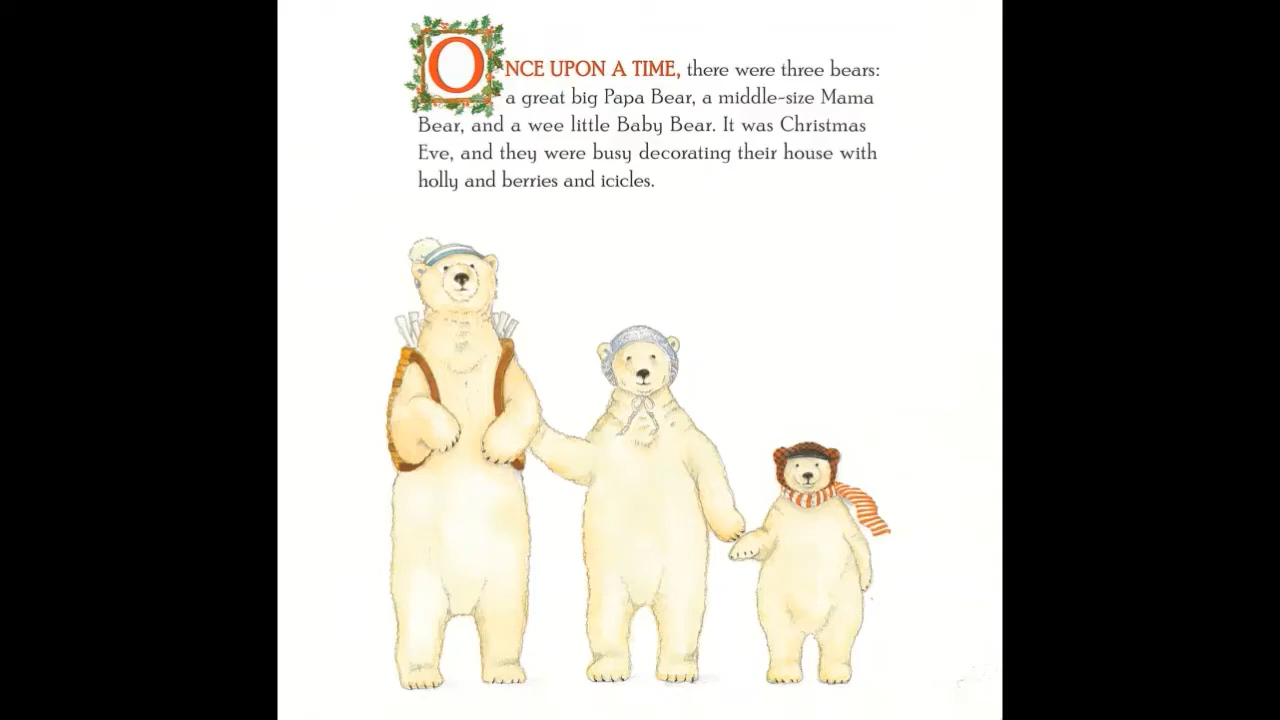 ONCE UPON A TIME, there were three bears:
a great big Papa Bear, a middle-size Mama
Bear, and a wee little Baby Bear. It was Christmas
Eve, and they were busy decorating their house with
holly and berries and icicles.